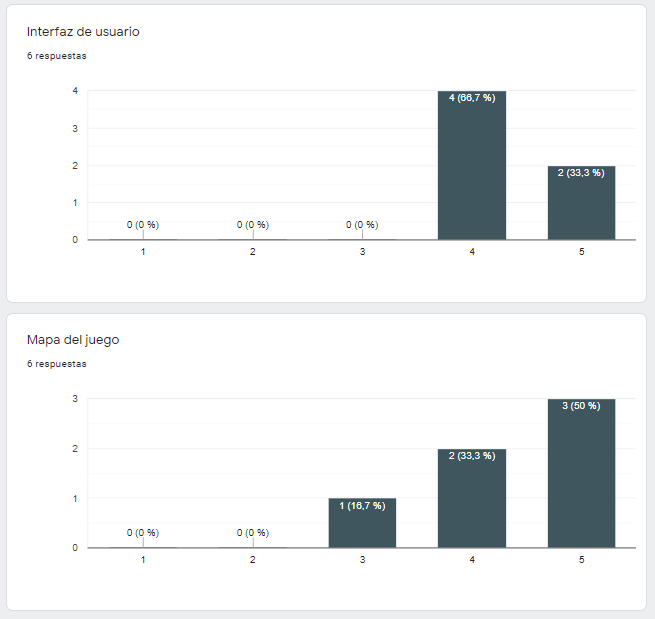 Interfaz de usuario
6 respuestas
4
3
2
1
0
0 (0 %)
0 (0 %)
0 (0 %)
4 (66,7 %)
2 (33,3 %)
1 2 3 4 5
Mapa del juego
6 respuestas
3
2
1
0
0 (0 %)
0 (0 %)
1 (16,7 %)
2 (33,3 %)
3 (50 %)
1 2 3 4 5